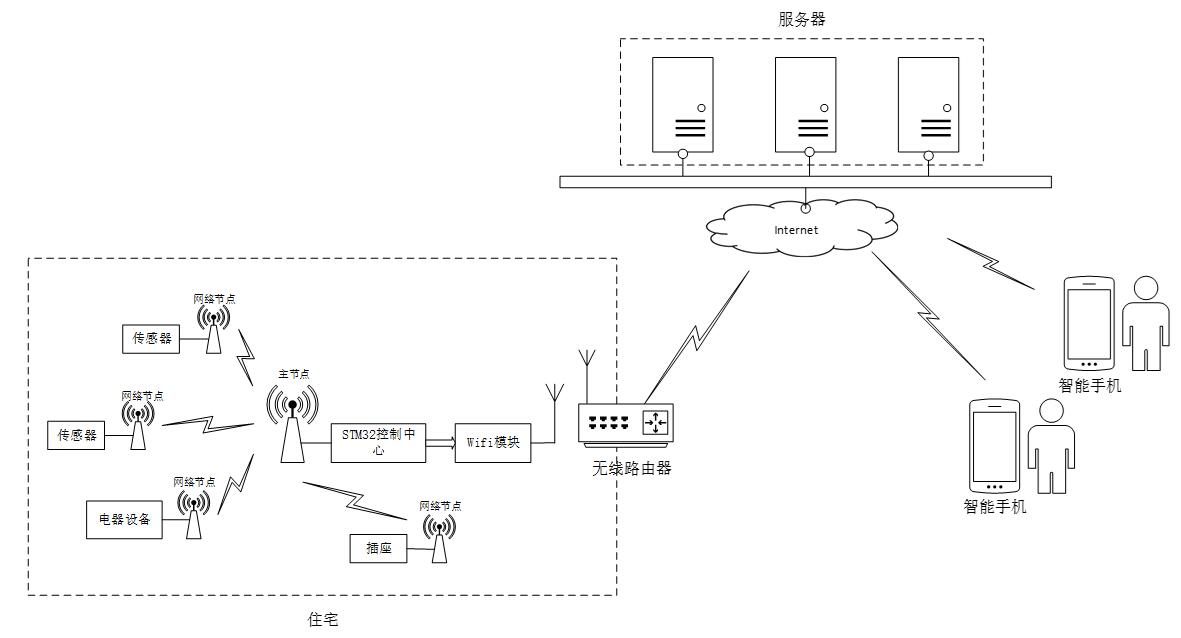 服务器
Internet
网络节点
传感器
主节点
智能手机
网络节点
传感器
STM32控制中
心
Wifi模块
无线路由器
网络节点
电器设备
网络节点
插座
智能手机
住宅